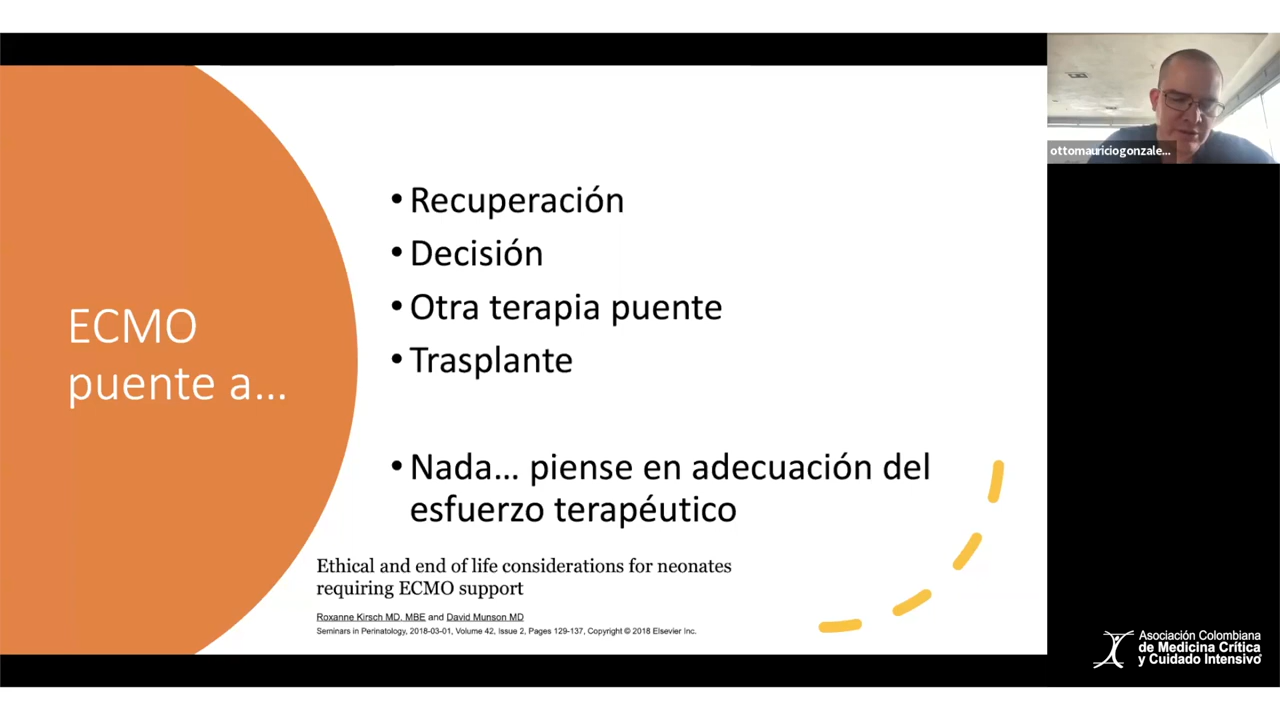 ottomauriciogonzale...
ECMO
puente a...
• Recuperación
• Decisión
• Otra terapia puente
• Trasplante
• Nada... piense en adecuación del
esfuerzo terapéutico
Ethical and end of life considerations for neonates
requiring ECMO support
Roxanne Kirsch MD, MBE and David Munson MD
Seminars in Perinatology, 2018-03-01, Volume 42, Issue 2, Pages 129-137, Copyright © 2018 Elsevier Inc.
Asociación Colombiana
de Medicina Crítica
y Cuidado Intensivo